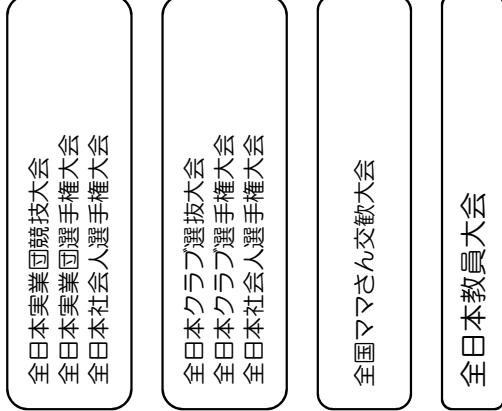 全日本実業団競技大会
全日本実業団選手権大会
全日本社会人選手権大会
全日本クラブ選抜大会
全日本クラブ選手権大会
全日本社会人選手権大会
全国ママさん交歓大会
全日本教員大会